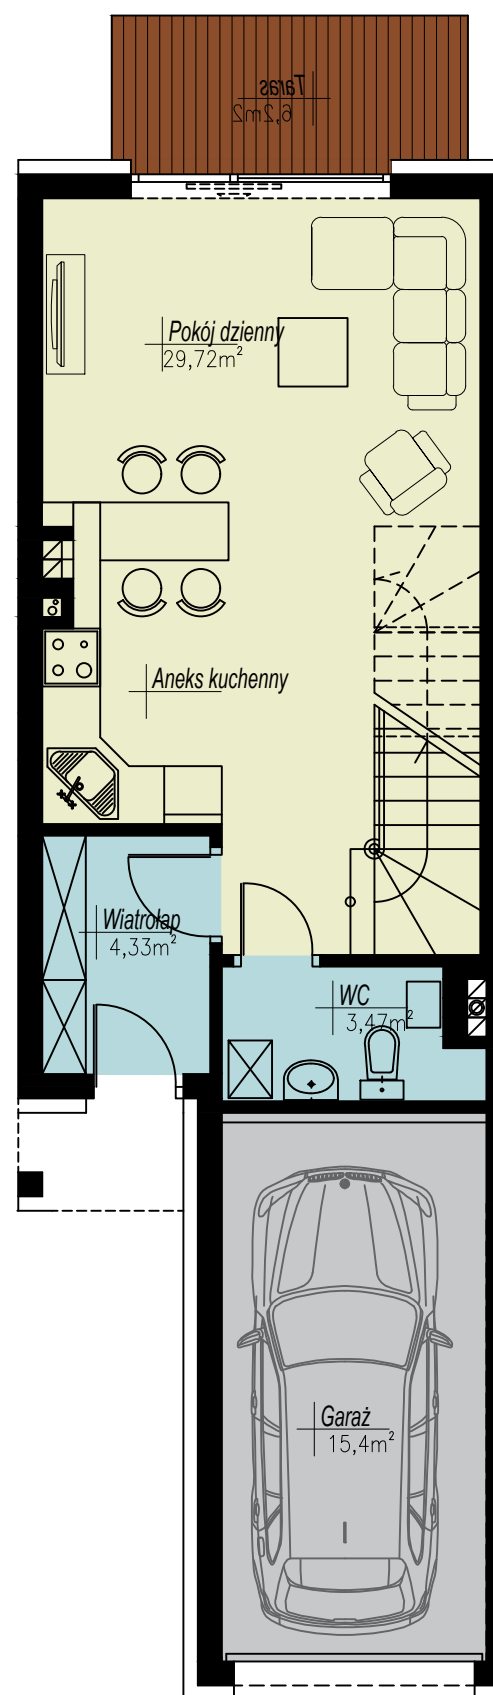 Taras
6,2m2
Pokój dzienny
29,72m²
Aneks kuchenny
Wiatrołap
4,33m²
WC
3,47m²
Garaż
15,4m²